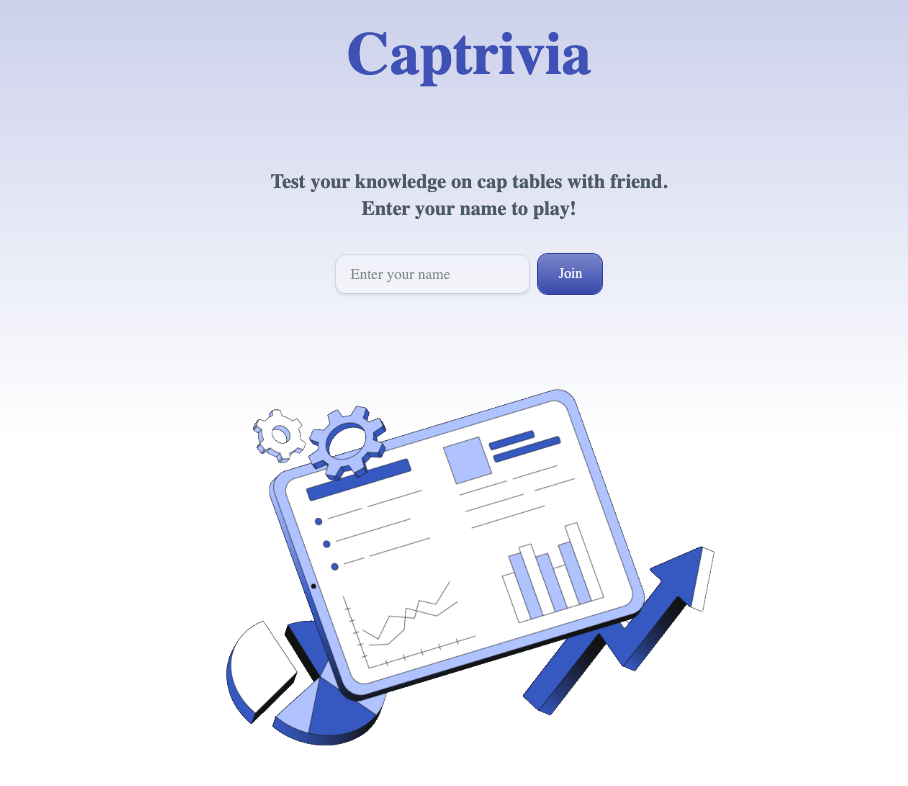 Captrivia
Test your knowledge on cap tables with friend.
Enter your name to play!
Enter your name
Join